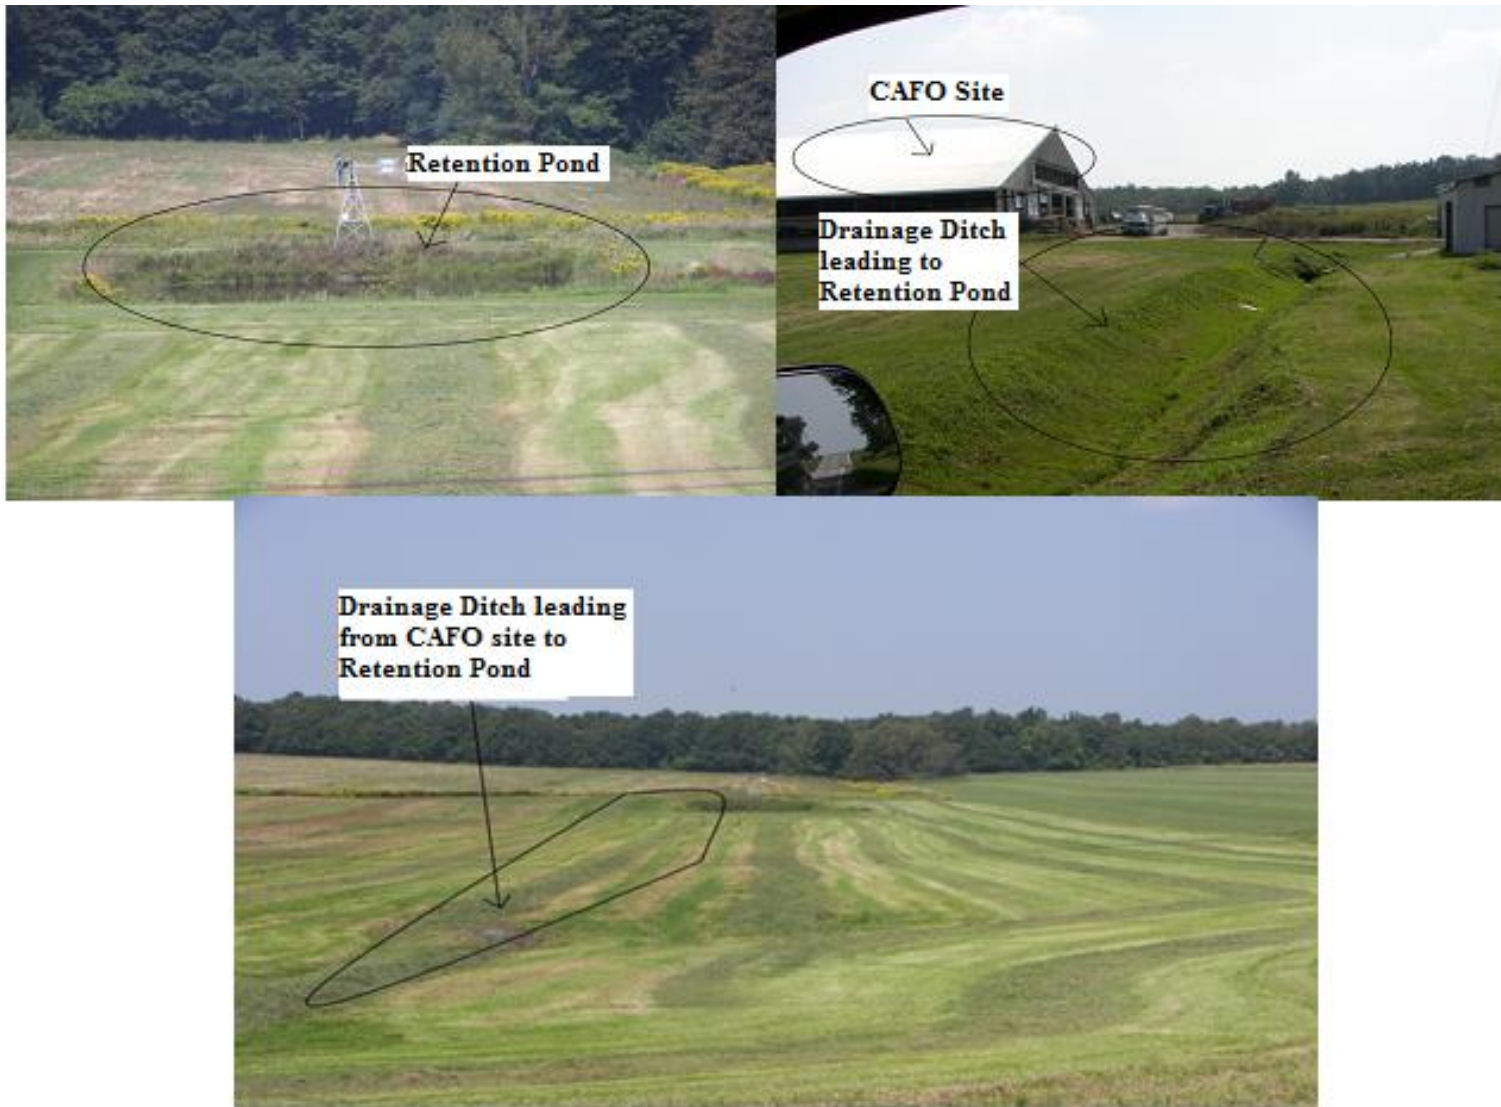 Retention Pond
CAFO Site
Drainage Ditch
leading to
Retention Pond
Drainage Ditch leading
from CAFO site to
Retention Pond